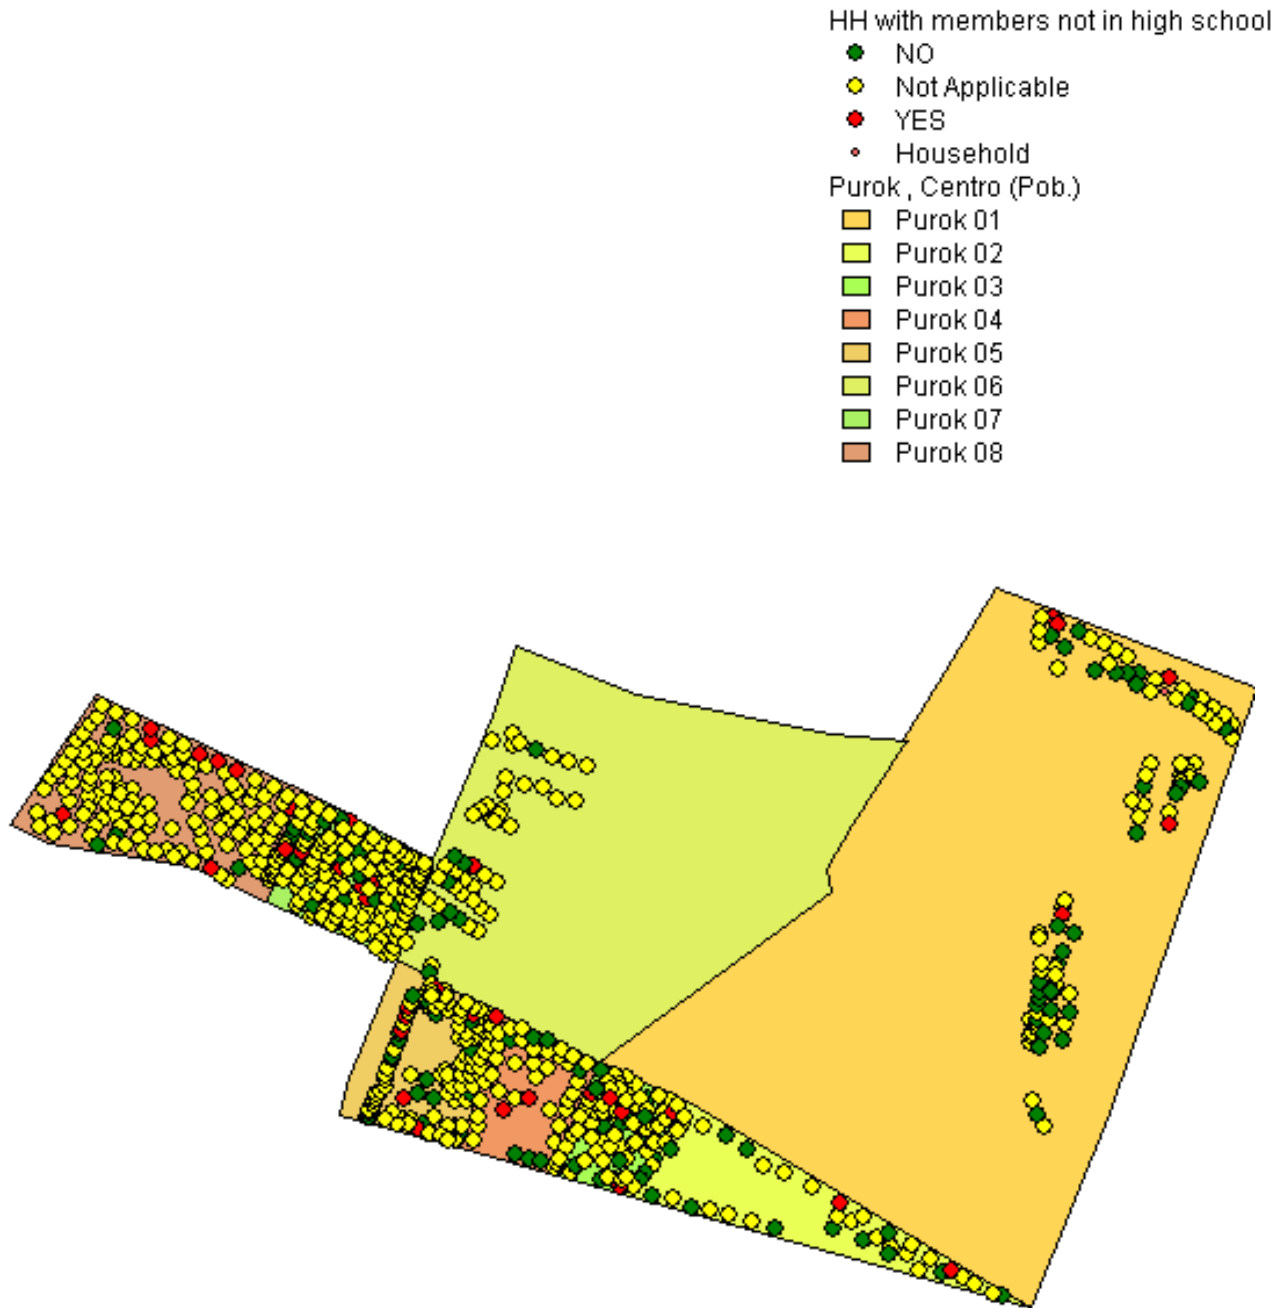 HH with members not in high school
NO
Not Applicable
YES
Household
Purok , Centro (Pob.)
Purok 01
Purok 02
Purok 03
Purok 04
Purok 05
Purok 06
Purok 07
Purok 08